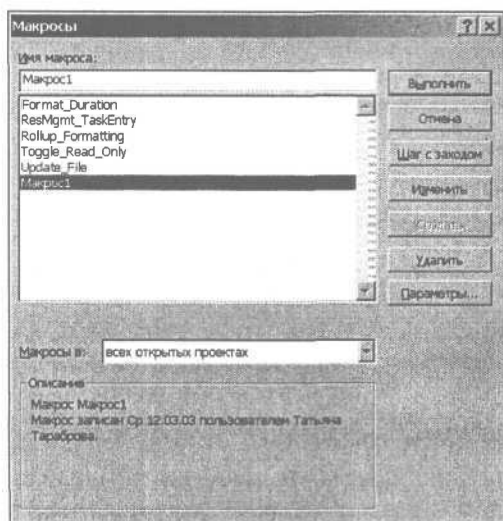 Макросы
Имя макроса:
Макрос1
Выполнить
Format_Duration
ResMgmt_TaskEntry
Rollup_Formatting
Toggle_Read_Only
Update_File
Макрос1
Отмена
Шаг с заходом
Изменить
Создать
Удалить
Параметры...
Макросы в:
всех открытых проектах
Описание
Макрос Макрос1
Макрос записан Ср 12.03.03 пользователем Татьяна
Тараброва.